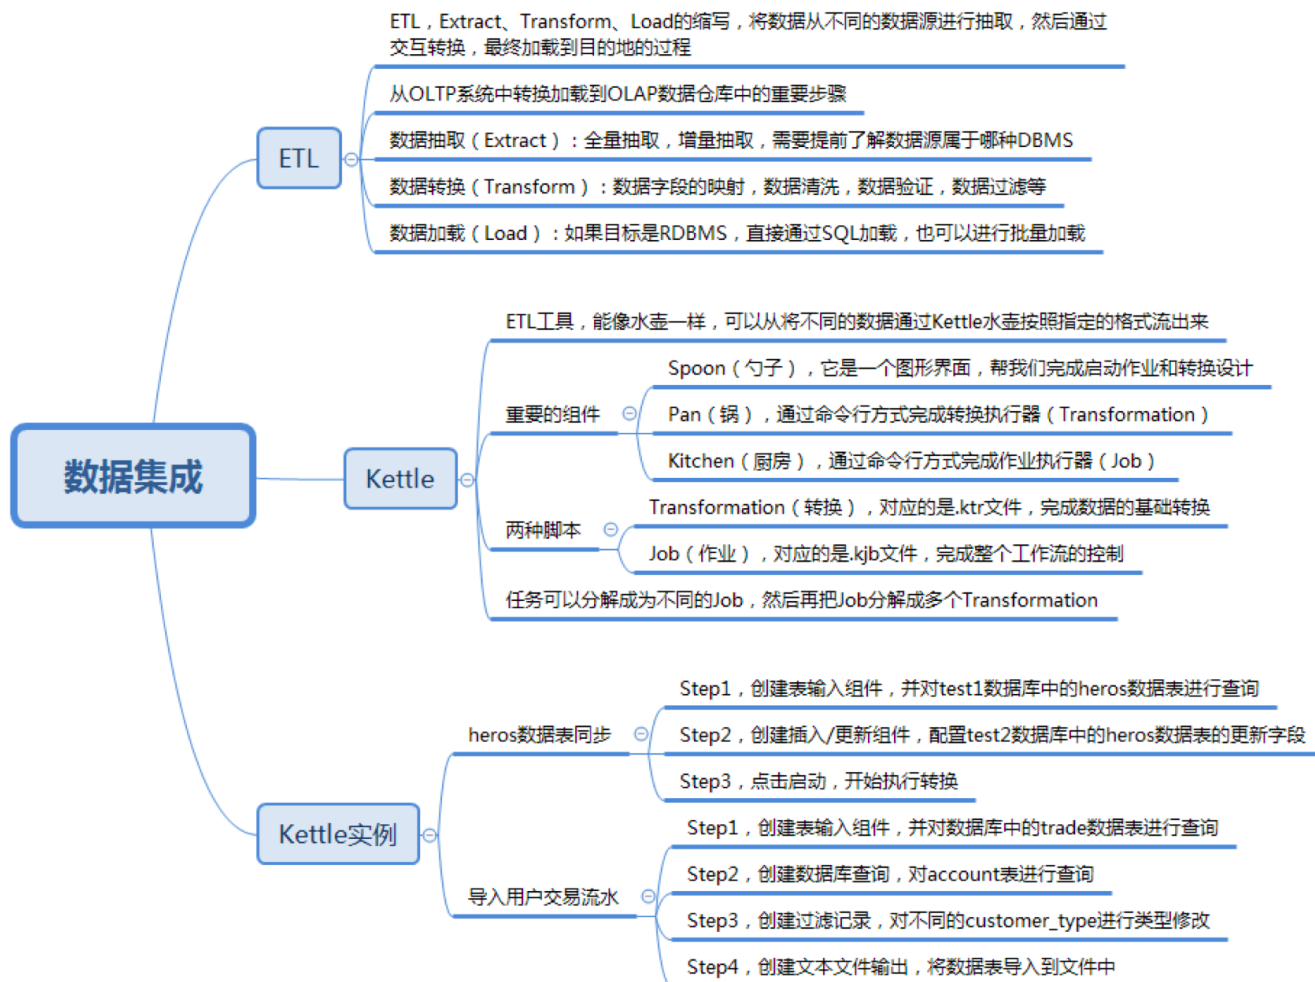 ETL，Extract、Transform、Load的缩写，将数据从不同的数据源进行抽取，然后通过
交互转换，最终加载到目的地的过程
从OLTP系统中转换加载到OLAP数据仓库中的重要步骤
ETL
数据抽取（Extract）：全量抽取，增量抽取，需要提前了解数据源属于哪种DBMS
数据转换（Transform）：数据字段的映射，数据清洗，数据验证，数据过滤等
数据加载（Load）：如果目标是RDBMS，直接通过SQL加载，也可以进行批量加载
数据集成
Kettle
ETL工具，能像水壶一样，可以从将不同的数据通过Kettle水壶按照指定的格式流出来
重要的组件
Spoon（勺子），它是一个图形界面，帮我们完成启动作业和转换设计
Pan（锅），通过命令行方式完成转换执行器（Transformation）
Kitchen（厨房），通过命令行方式完成作业执行器（Job）
两种脚本
Transformation（转换），对应的是.ktr文件，完成数据的基础转换
Job（作业），对应的是.kjb文件，完成整个工作流的控制
任务可以分解成为不同的Job，然后再把Job分解成多个Transformation
Kettle实例
heros数据表同步
Step1，创建表输入组件，并对test1数据库中的heros数据表进行查询
Step2，创建插入/更新组件，配置test2数据库中的heros数据表的更新字段
Step3，点击启动，开始执行转换
导入用户交易流水
Step1，创建表输入组件，并对数据库中的trade数据表进行查询
Step2，创建数据库查询，对account表进行查询
Step3，创建过滤记录，对不同的customer_type进行类型修改
Step4，创建文本文件输出，将数据表导入到文件中